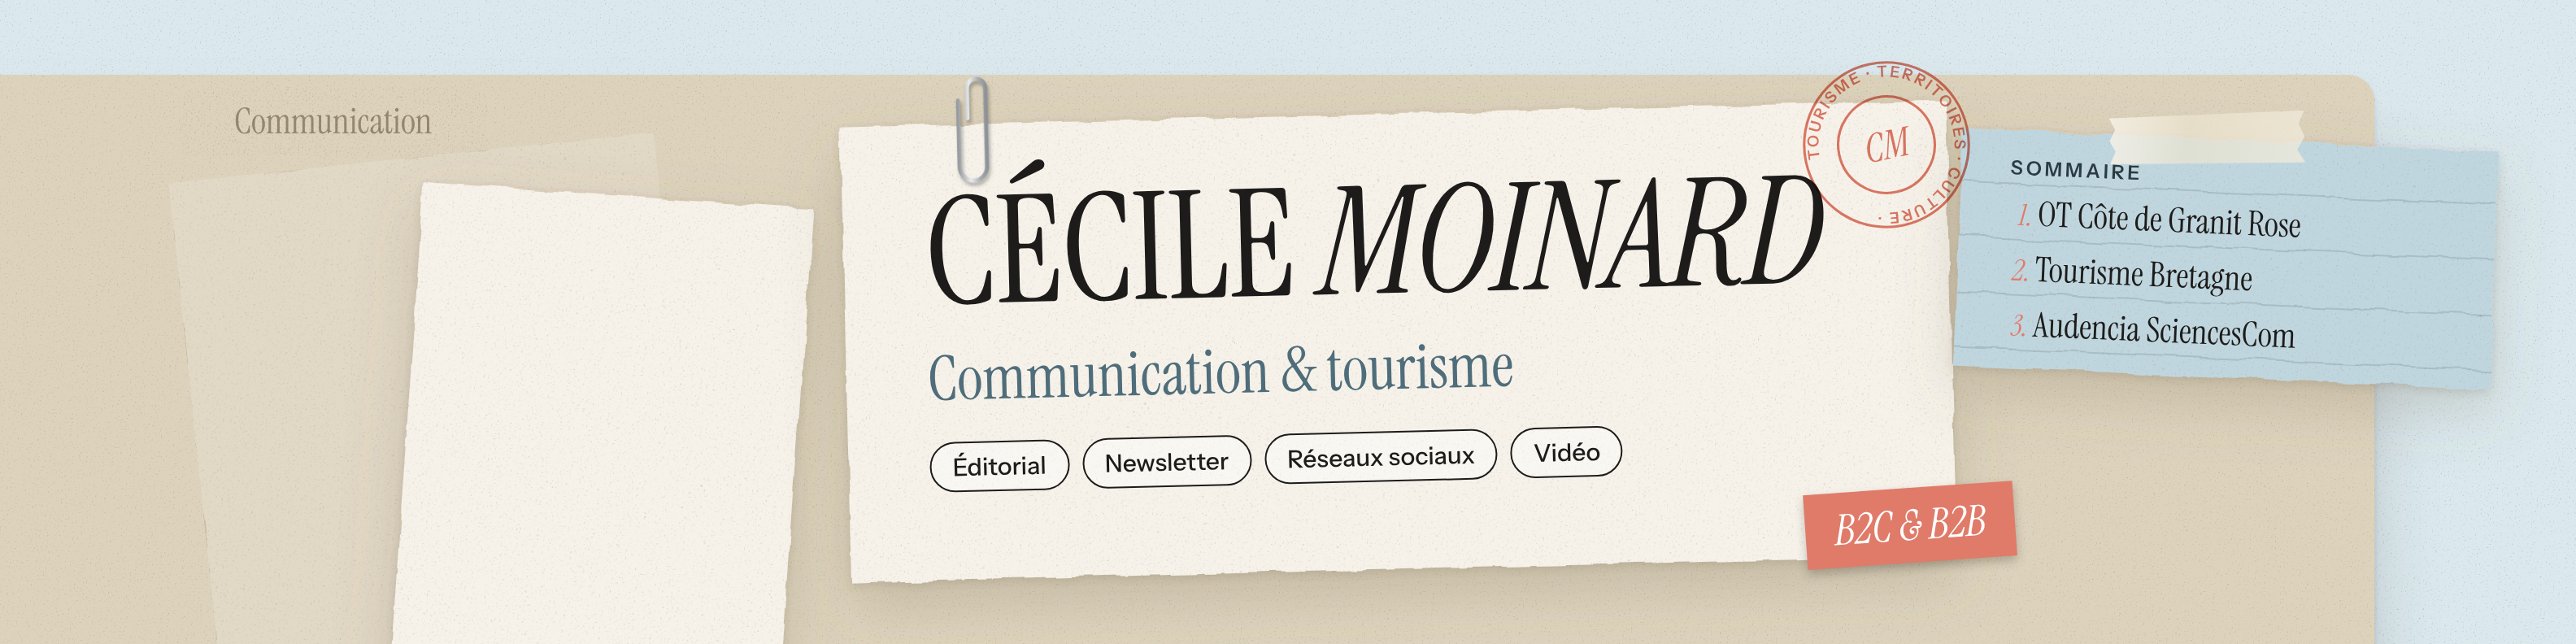 Communication
CÉCILE MOINARD
Communication & tourisme
Éditorial
Newsletter
Réseaux sociaux
Vidéo
TOURISME · TERRITOIRES · CULTURE ·
CM
B2C & B2B
SOMMAIRE
1. OT Côte de Granit Rose
2. Tourisme Bretagne
3. Audencia SciencesCom